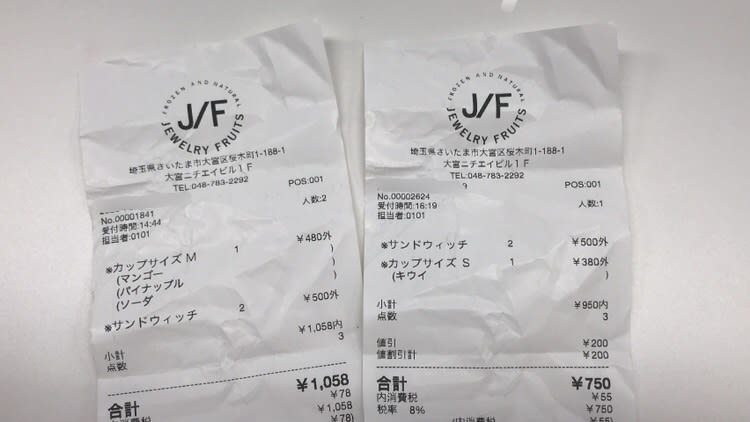 FROZEN AND NATURAL
J/F
JEWELRY FRUITS
埼玉県さいたま市大宮区桜木町1-188-1
大宮ニチエイビル1F
TEL:048-783-2292
POS:001
No.00001841
受付時間:14:44
人数:2
担当者:0101
※カップサイズ M 1 ¥480外
(マンゴー )
(パイナップル )
(ソーダ )
※サンドウィッチ 2 ¥500外
小計 ¥1,058内
点数 3
合計 ¥1,058
内消費税 ¥78
¥1,058
¥78)
FROZEN AND NATURAL
J/F
JEWELRY FRUITS
埼玉県さいたま市大宮区桜木町1-188-1
大宮ニチエイビル1F
TEL:048-783-2292
POS:001
No.00002624
受付時間:16:19
人数:1
担当者:0101
※サンドウィッチ 2 ¥500外
※カップサイズ S 1 ¥380外
(キウイ )
小計 ¥950内
点数 3
値引 ¥200
値割引計 ¥200
合計 ¥750
内消費税 ¥55
税率 8% ¥750
(内消費税 ¥55)